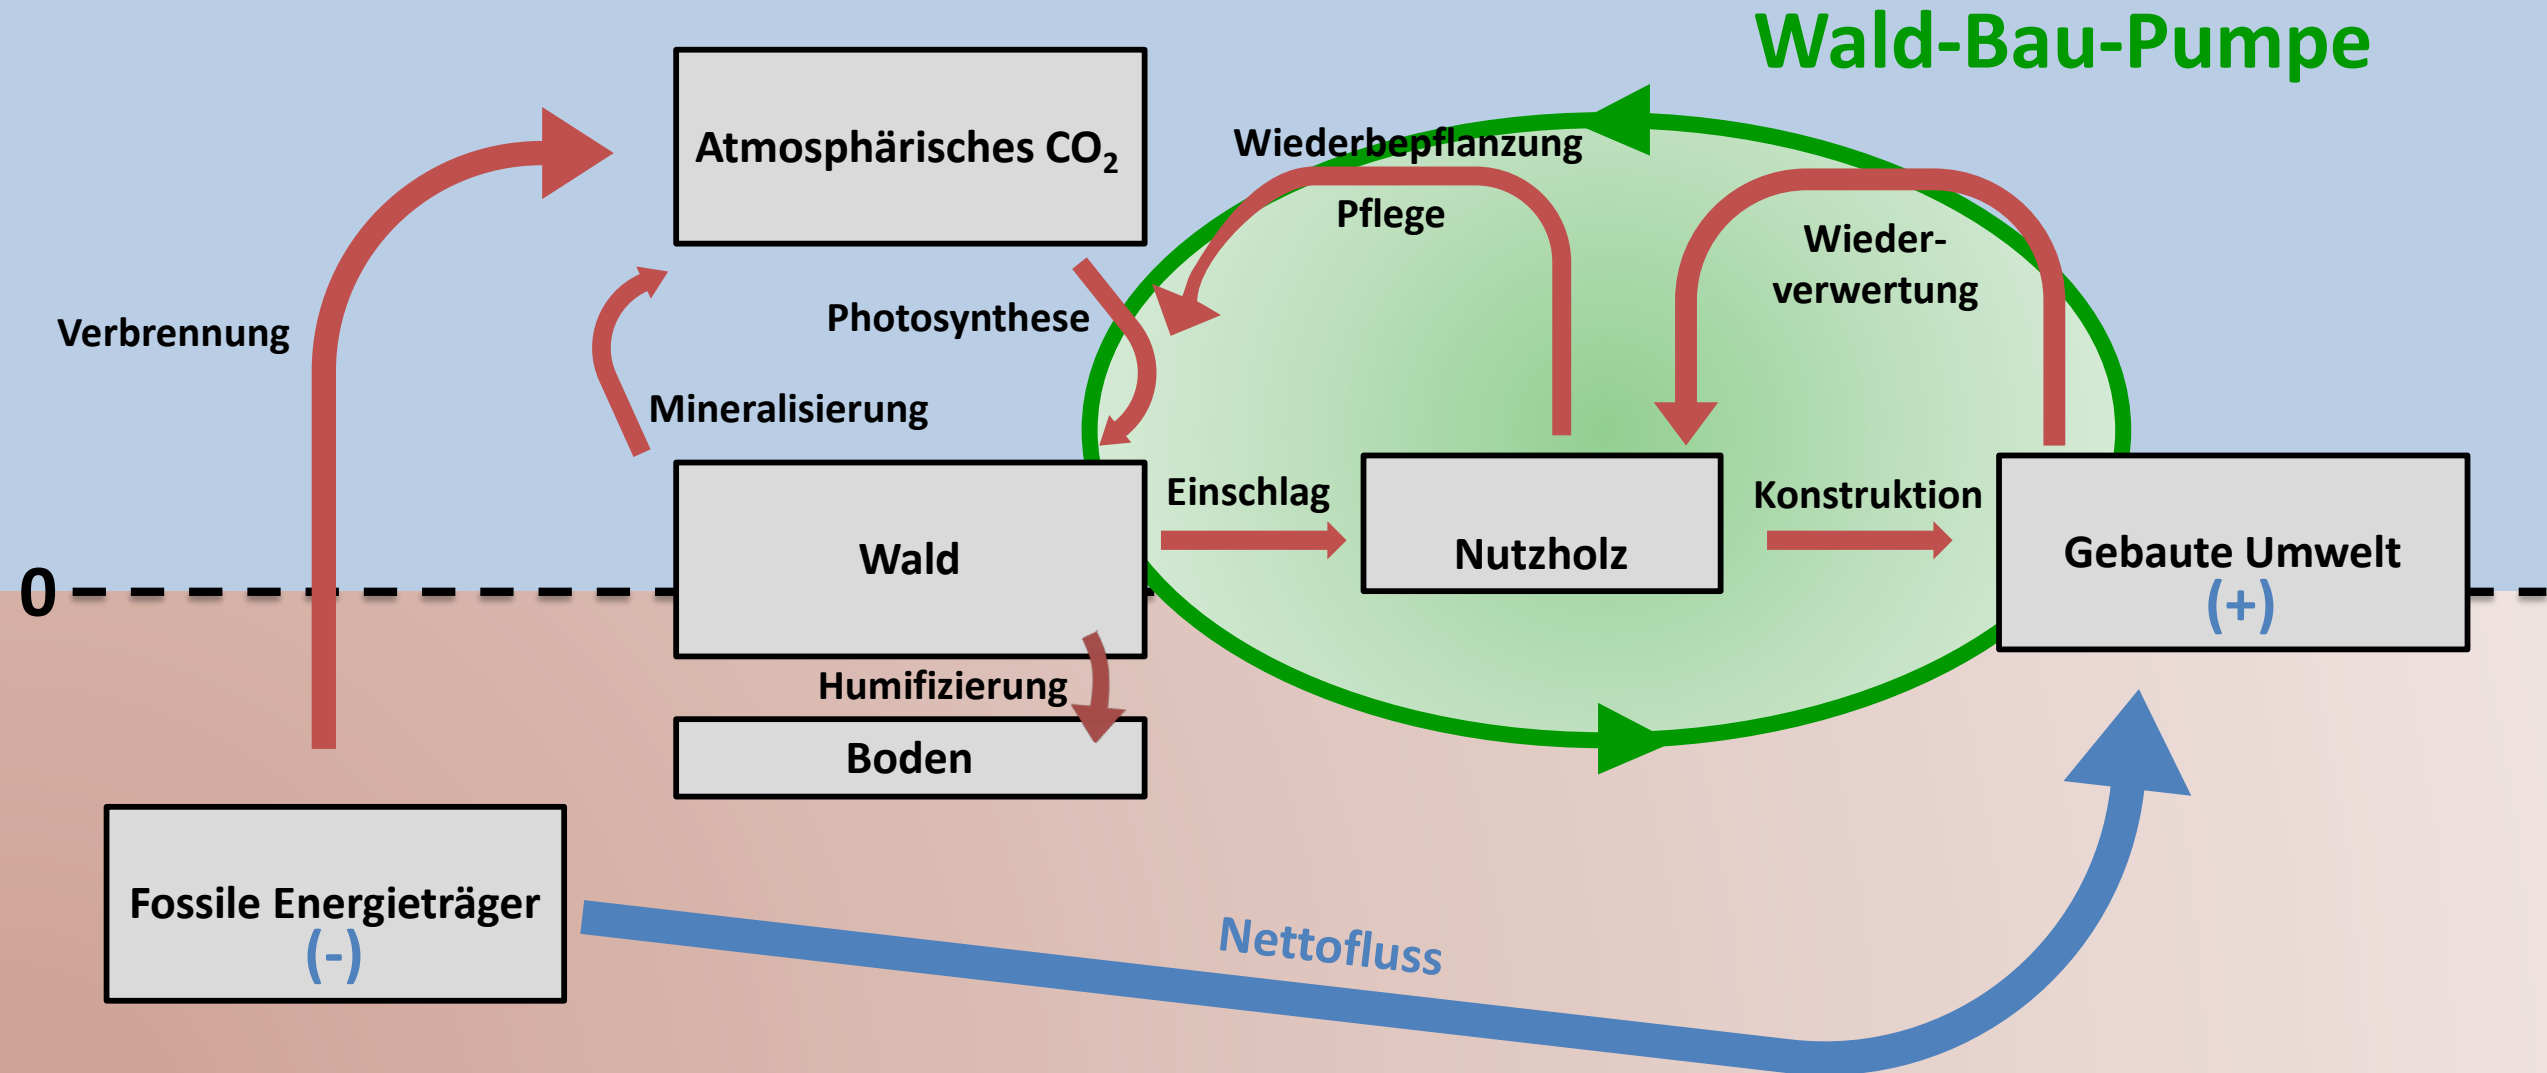 Wald-Bau-Pumpe
Atmosphärisches CO₂
Wiederbepflanzung
Pflege
Wieder-
verwertung
Photosynthese
Verbrennung
Mineralisierung
Einschlag
Konstruktion
Wald
Nutzholz
Gebaute Umwelt
(+)
0
Humifizierung
Boden
Fossile Energieträger
(-)
Nettofluss